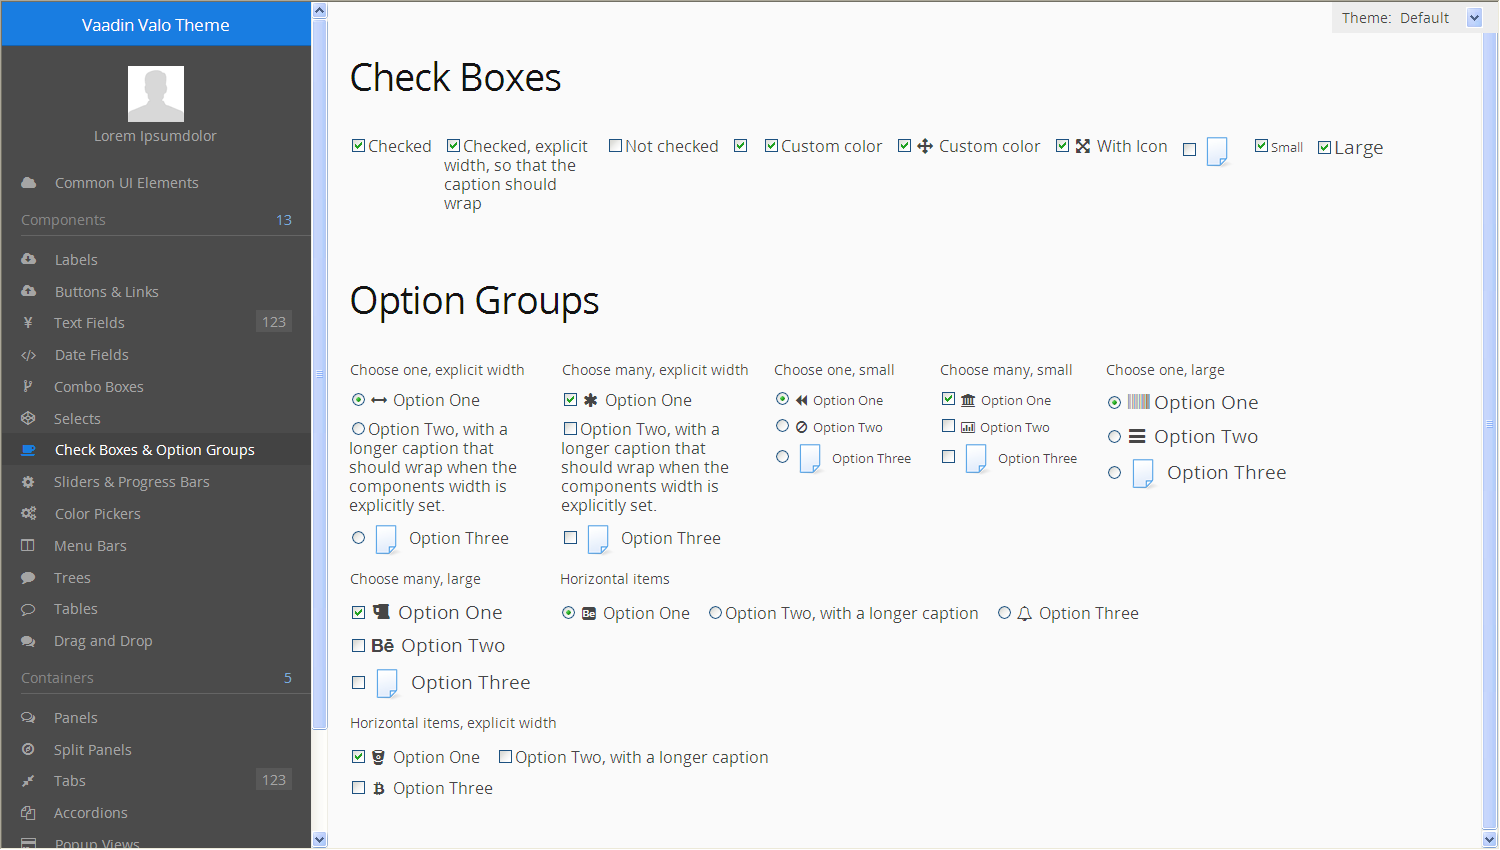 Vaadin Valo Theme
Lorem Ipsumdolor
Common UI Elements
Components 13
Labels
Buttons & Links
Text Fields 123
Date Fields
Combo Boxes
Selects
Check Boxes & Option Groups
Sliders & Progress Bars
Color Pickers
Menu Bars
Trees
Tables
Drag and Drop
Containers 5
Panels
Split Panels
Tabs 123
Accordions
Popup Views
Theme: Default
Check Boxes
Checked
Checked, explicit
width, so that the
caption should
wrap
Not checked
Custom color
Custom color
With Icon
Small
Large
Option Groups
Choose one, explicit width
Option One
Option Two, with a
longer caption that
should wrap when the
components width is
explicitly set.
Option Three
Choose many, explicit width
Option One
Option Two, with a
longer caption that
should wrap when the
components width is
explicitly set.
Option Three
Choose one, small
Option One
Option Two
Option Three
Choose many, small
Option One
Option Two
Option Three
Choose one, large
Option One
Option Two
Option Three
Choose many, large
Option One
Bē Option Two
Option Three
Horizontal items
Be Option One
Option Two, with a longer caption
Option Three
Horizontal items, explicit width
Option One
Option Two, with a longer caption
Option Three